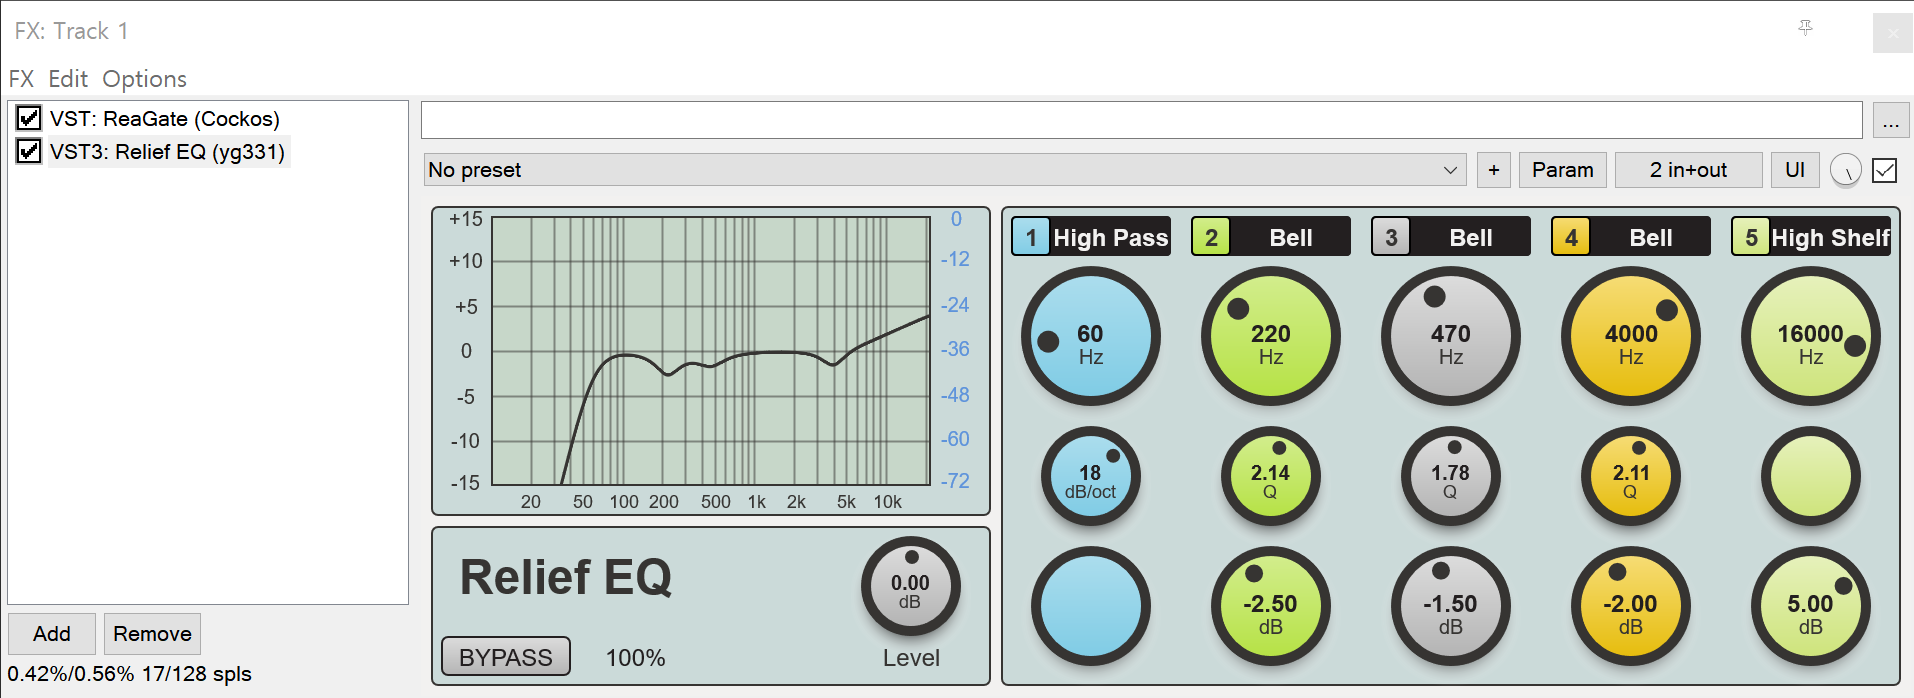 FX: Track 1
FX Edit Options
VST: ReaGate (Cockos)
VST3: Relief EQ (yg331)
Add Remove
0.42%/0.56% 17/128 spls
...
No preset + Param 2 in+out UI
+15 0
+10 -12
+5 -24
0 -36
-5 -48
-10 -60
-15 -72
20 50 100 200 500 1k 2k 5k 10k
Relief EQ
0.00
dB
BYPASS 100% Level
1 High Pass 2 Bell 3 Bell 4 Bell 5 High Shelf
60 220 470 4000 16000
Hz Hz Hz Hz Hz
18 2.14 1.78 2.11
dB/oct Q Q Q
-2.50 -1.50 -2.00 5.00
dB dB dB dB